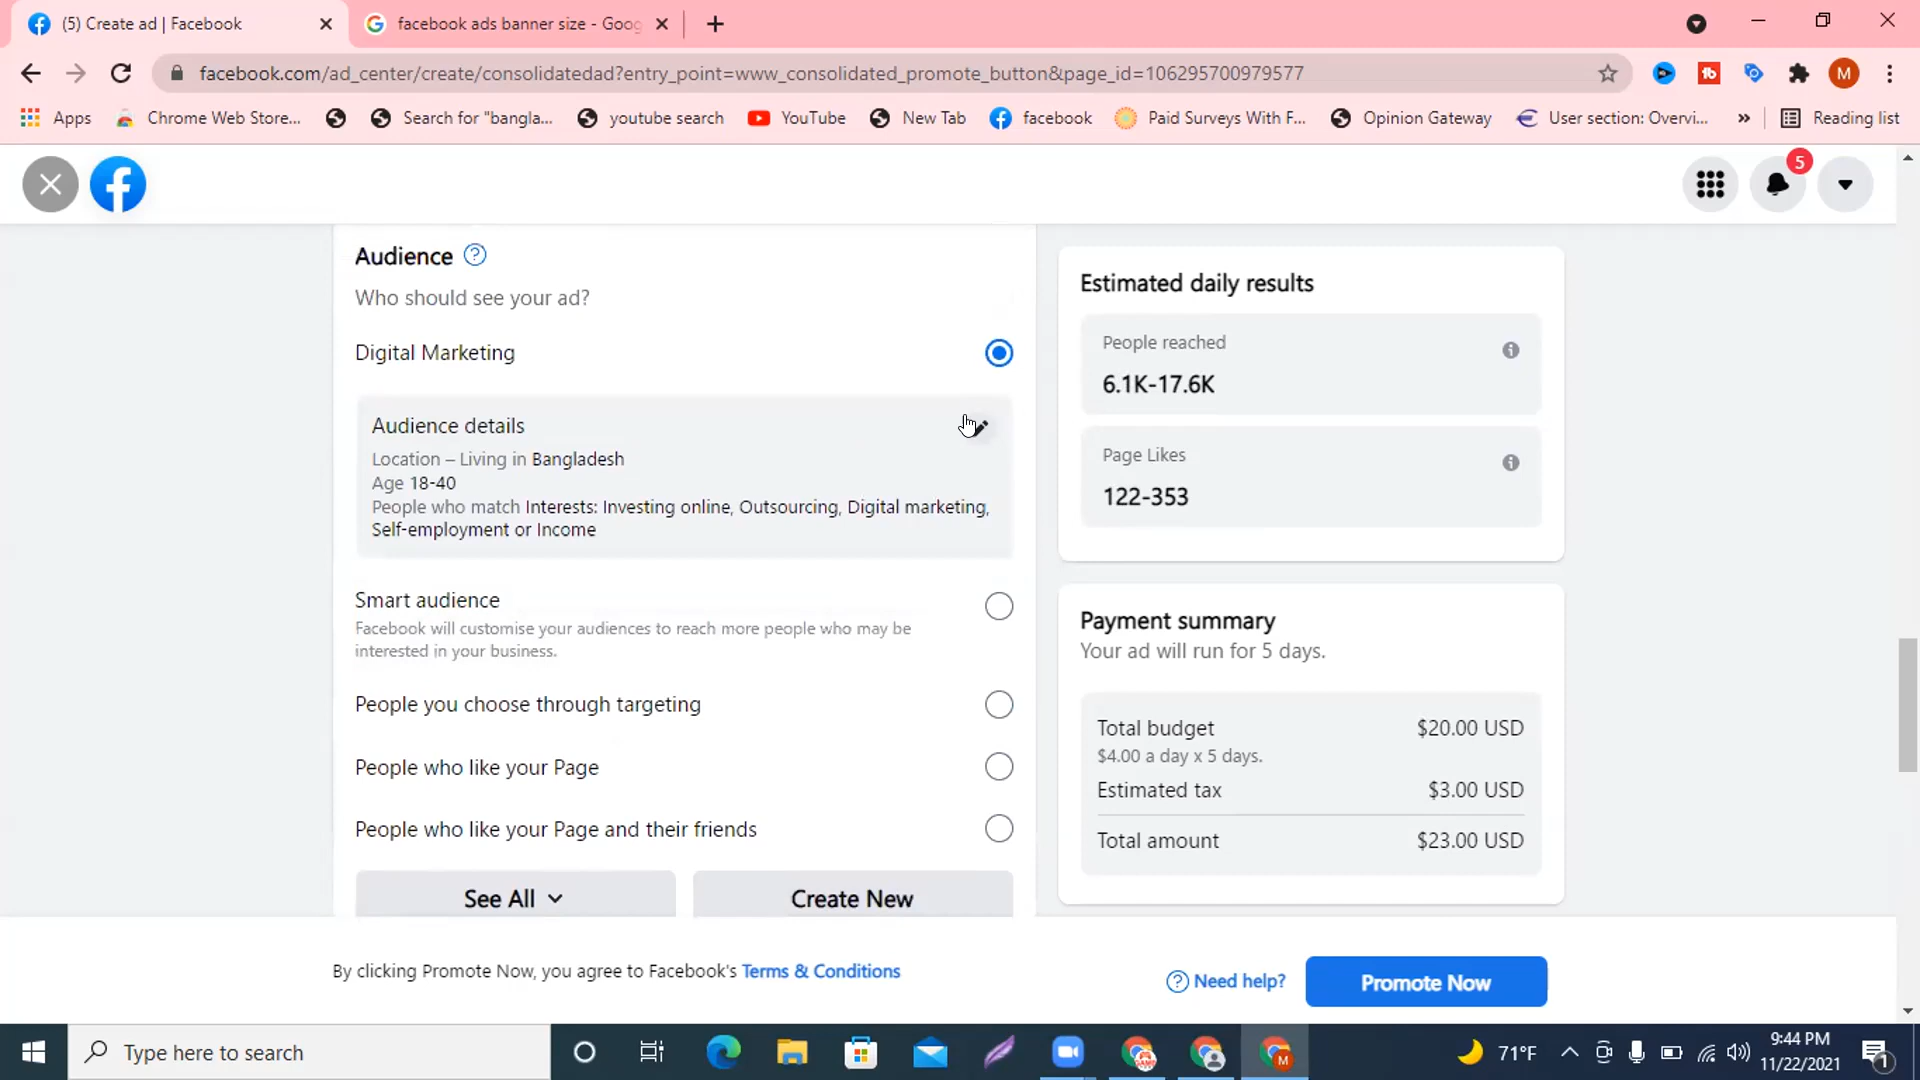 (5) Create ad | Facebook
facebook ads banner size - Goog
facebook.com/ad_center/create/consolidatedad?entry_point=www_consolidated_promote_button&page_id=106295700979577
M
Apps
Chrome Web Store...
Search for "bangla...
youtube search
YouTube
New Tab
facebook
Paid Surveys With F...
Opinion Gateway
User section: Overvi...
»
Reading list
5
Audience
Who should see your ad?
Digital Marketing
Audience details
Location – Living in Bangladesh
Age 18-40
People who match Interests: Investing online, Outsourcing, Digital marketing,
Self-employment or Income
Smart audience
Facebook will customise your audiences to reach more people who may be
interested in your business.
People you choose through targeting
People who like your Page
People who like your Page and their friends
See All
Create New
Estimated daily results
People reached
6.1K-17.6K
Page Likes
122-353
Payment summary
Your ad will run for 5 days.
Total budget $20.00 USD
$4.00 a day x 5 days.
Estimated tax $3.00 USD
Total amount $23.00 USD
By clicking Promote Now, you agree to Facebook's Terms & Conditions
Need help?
Promote Now
Type here to search
71°F
9:44 PM
11/22/2021
1